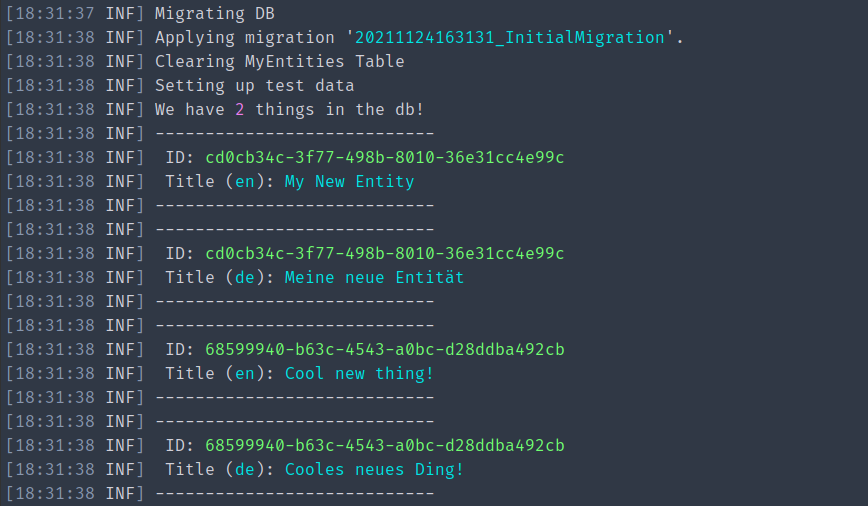 [18:31:37 INF] Migrating DB
[18:31:38 INF] Applying migration '20211124163131_InitialMigration'.
[18:31:38 INF] Clearing MyEntities Table
[18:31:38 INF] Setting up test data
[18:31:38 INF] We have 2 things in the db!
[18:31:38 INF] ----------------------------
[18:31:38 INF]  ID: cd0cb34c-3f77-498b-8010-36e31cc4e99c
[18:31:38 INF]  Title (en): My New Entity
[18:31:38 INF] ----------------------------
[18:31:38 INF] ----------------------------
[18:31:38 INF]  ID: cd0cb34c-3f77-498b-8010-36e31cc4e99c
[18:31:38 INF]  Title (de): Meine neue Entität
[18:31:38 INF] ----------------------------
[18:31:38 INF] ----------------------------
[18:31:38 INF]  ID: 68599940-b63c-4543-a0bc-d28ddba492cb
[18:31:38 INF]  Title (en): Cool new thing!
[18:31:38 INF] ----------------------------
[18:31:38 INF] ----------------------------
[18:31:38 INF]  ID: 68599940-b63c-4543-a0bc-d28ddba492cb
[18:31:38 INF]  Title (de): Cooles neues Ding!
[18:31:38 INF] ----------------------------